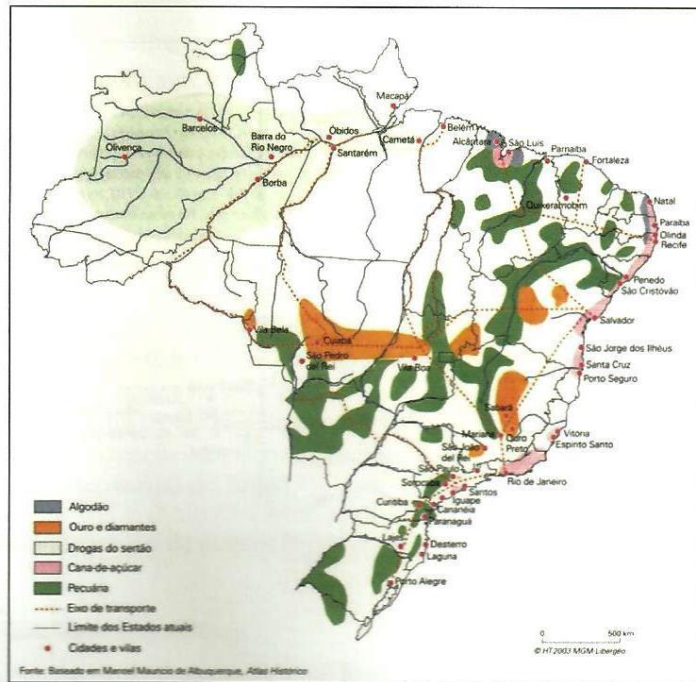 Macapá
Belém
Barcelos
Óbidos
Cametá
Alcântara
São Luis
Parnaíba
Olivença
Barra do
Rio Negro
Santarém
Fortaleza
Borba
Quixeramobim
Natal
Paraíba
Olinda
Recife
Penedo
São Cristóvão
Vila Bela
Cuiabá
Salvador
São Pedro
del Rei
Vila Boa
São Jorge dos Ilhéus
Santa Cruz
Porto Seguro
Sabará
Mariana
Ouro
Preto
São João
del Rei
Vitória
Espírito Santo
São Paulo
Rio de Janeiro
Sorocaba
Santos
Iguape
Curitiba
Cananéia
Paranaguá
Lajes
Desterro
Laguna
Porto Alegre
Algodão
Ouro e diamantes
Drogas do sertão
Cana-de-açúcar
Pecuária
Eixo de transporte
Limite dos Estados atuais
Cidades e vilas
0 500 km
© HT2003 MGM-Libergéo
Fonte: Baseado em Manoel Mauricio de Albuquerque, Atlas Histórico